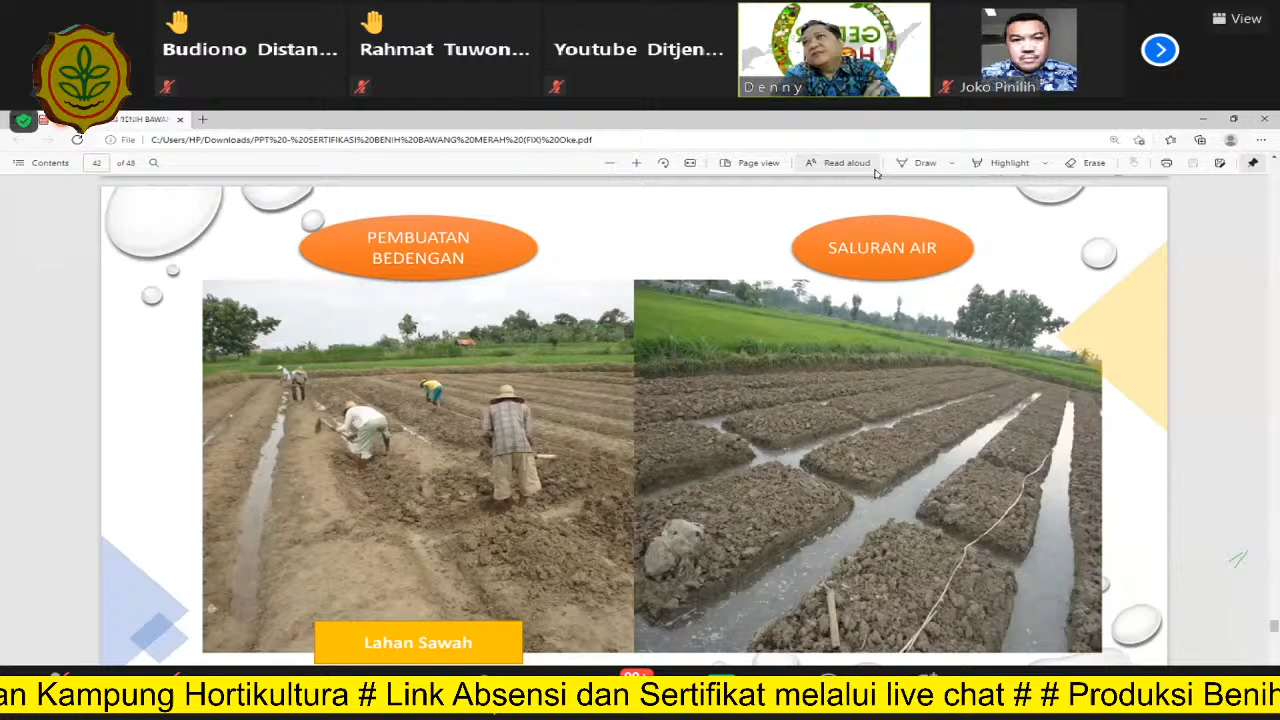 Budiono Distan...
Rahmat Tuwon...
Youtube Ditjen...
Denny
Joko Pinilih
View
BENIH BAWAN
File
C:/Users/HP/Downloads/PPT%20-%20SERTIFIKASI%20BENIH%20BAWANG%20MERAH%20(FIX)%20Oke.pdf
Contents
42 of 48
Page view
Read aloud
Draw
Highlight
Erase
PEMBUATAN
BEDENGAN
SALURAN AIR
Lahan Sawah
an Kampung Hortikultura # Link Absensi dan Sertifikat melalui live chat # # Produksi Benih